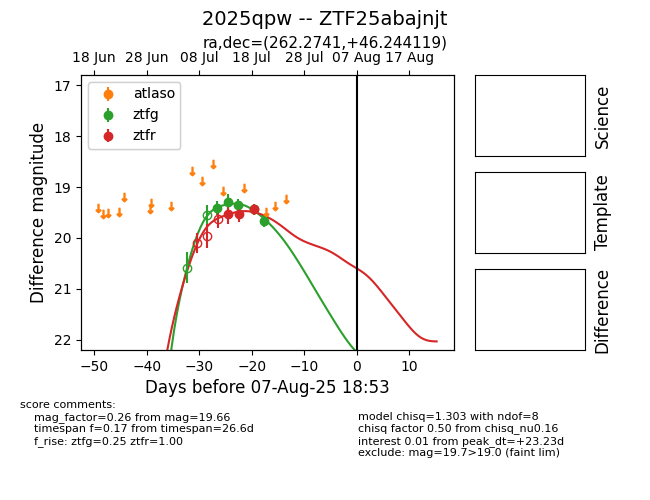 2025qpw -- ZTF25abajnjt
ra,dec=(262.2741,+46.244119)
18 Jun 28 Jun 08 Jul 18 Jul 28 Jul 07 Aug 17 Aug
atlaso
ztfg
ztfr
17
18
19
20
21
22
Difference magnitude
−50 −40 −30 −20 −10 0 10
Days before 07-Aug-25 18:53
Science
Template
Difference
score comments:
mag_factor=0.26 from mag=19.66
timespan f=0.17 from timespan=26.6d
f_rise: ztfg=0.25 ztfr=1.00
model chisq=1.303 with ndof=8
chisq factor 0.50 from chisq_nu0.16
interest 0.01 from peak_dt=+23.23d
exclude: mag=19.7>19.0 (faint lim)